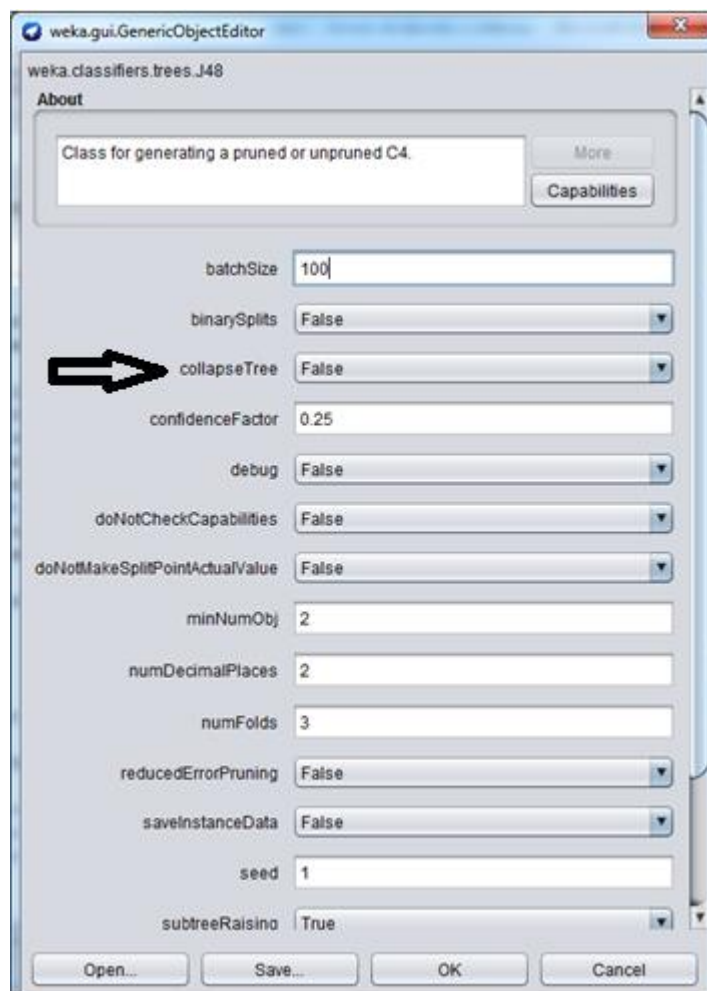 weka.gui.GenericObjectEditor
weka.classifiers.trees.J48
About
Class for generating a pruned or unpruned C4.
More
Capabilities
batchSize 100
binarySplits False
collapseTree False
confidenceFactor 0.25
debug False
doNotCheckCapabilities False
doNotMakeSplitPointActualValue False
minNumObj 2
numDecimalPlaces 2
numFolds 3
reducedErrorPruning False
saveInstanceData False
seed 1
subtreeRaising True
Open... Save... OK Cancel